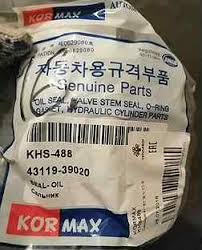 KORMAX
자동차용규격부품
Genuine Parts
OIL SEAL, VALVE STEM SEAL, O-RING
GASKET, HYDRAULIC CYLINDER PARTS
KHS-488
43119-39020
SEAL-OIL
Сальник
EAC
KORMAX